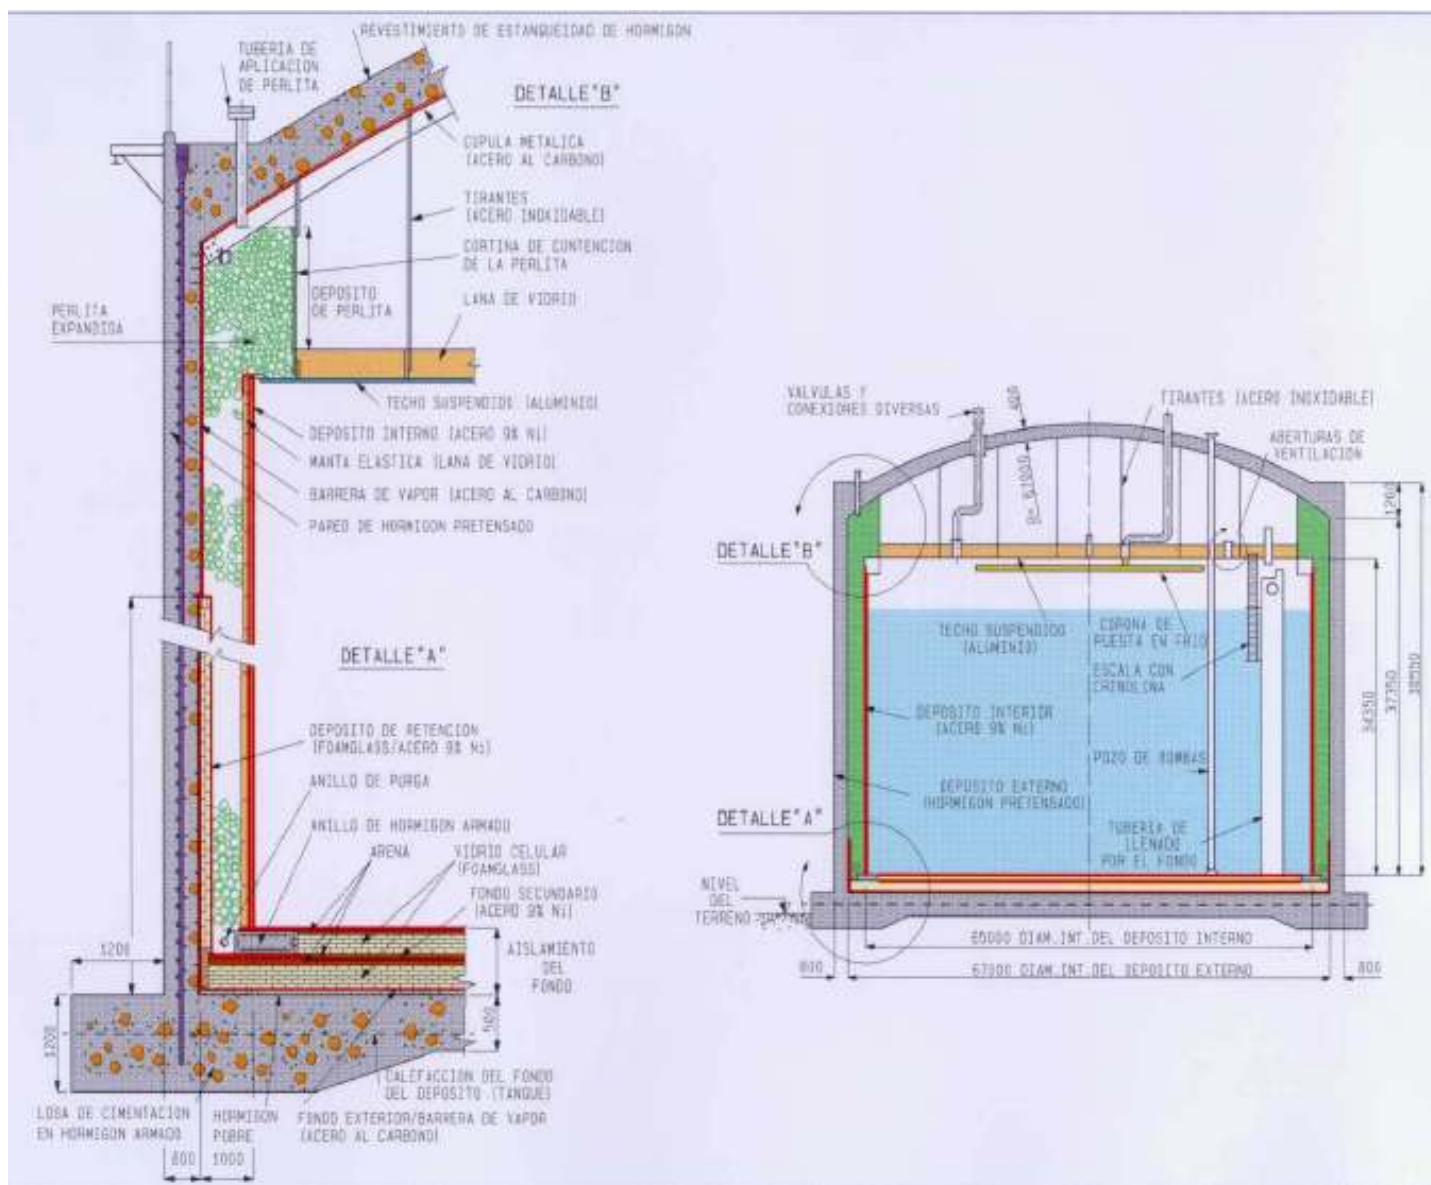 REVESTIMIENTO DE ESTANQUEIDAD DE HORMIGON
TUBERIA DE
APLICACION
DE PERLITA
DETALLE "B"
CUPULA METALICA
(ACERO AL CARBONO)
TIRANTES
(ACERO INOXIDABLE)
CORTINA DE CONTENCION
DE LA PERLITA
DEPOSITO
DE PERLITA
LANA DE VIDRIO
PERLITA
EXPANDIDA
TECHO SUSPENDIDO (ALUMINIO)
DEPOSITO INTERNO (ACERO 9% Ni)
MANTA ELASTICA (LANA DE VIDRIO)
BARRERA DE VAPOR (ACERO AL CARBONO)
PARED DE HORMIGON PRETENSADO
DETALLE "A"
DEPOSITO DE RETENCION
(FOAMGLASS/ACERO 9% Ni)
ANILLO DE PURGA
ANILLO DE HORMIGON ARMADO
ARENA
VIDRIO CELULAR
(FOAMGLASS)
FONDO SECUNDARIO
(ACERO 9% Ni)
AISLAMIENTO
DEL
FONDO
1200
1200
500
CALEFACCION DEL FONDO
DEL DEPOSITO (TANQUE)
LOSA DE CIMENTACION
EN HORMIGON ARMADO
HORMIGON
POBRE
FONDO EXTERIOR/BARRERA DE VAPOR
(ACERO AL CARBONO)
800
1000
VALVULAS Y
CONEXIONES DIVERSAS
400
TIRANTES (ACERO INOXIDABLE)
ABERTURAS DE
VENTILACION
R= 67000
1200
DETALLE "B"
TECHO SUSPENDIDO
(ALUMINIO)
CORONA DE
PUESTA EN FRIO
ESCALA CON
CRINOLINA
DEPOSITO INTERIOR
(ACERO 9% Ni)
34350
37350
38550
POZO DE BOMBAS
DEPOSITO EXTERNO
(HORMIGON PRETENSADO)
DETALLE "A"
TUBERIA DE
LLENADO
POR EL FONDO
NIVEL
DEL
TERRENO
65000 DIAM.INT.DEL DEPOSITO INTERNO
800
67000 DIAM.INT.DEL DEPOSITO EXTERNO
800